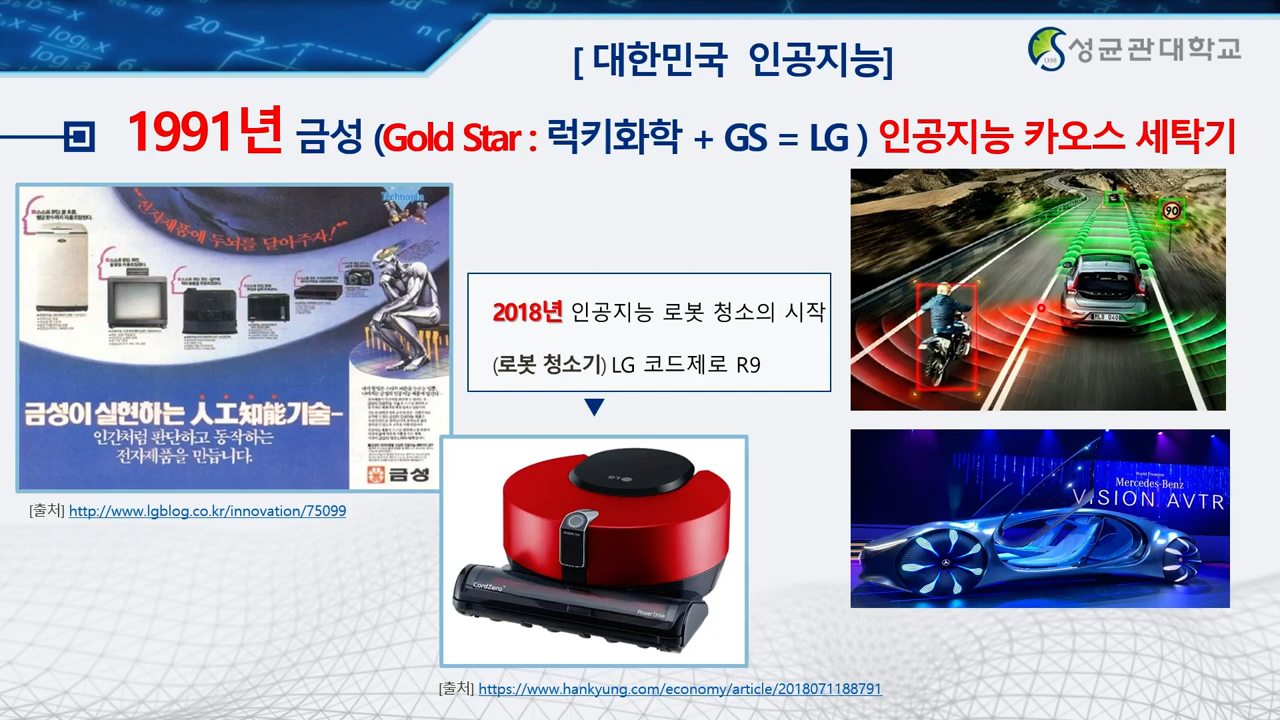 [ 대한민국 인공지능]
성균관대학교
1398
1991년 금성 (Gold Star : 럭키화학 + GS = LG ) 인공지능 카오스 세탁기
Technopia
"전자제품에 두뇌를 달아주자!"
금성이 실현하는 人工知能기술-
인간처럼 판단하고 동작하는
전자제품을 만듭니다.
금성
[출처] http://www.lgblog.co.kr/innovation/75099
2018년 인공지능 로봇 청소의 시작
(로봇 청소기) LG 코드제로 R9
LG
CordZero
Power Drive
[출처] https://www.hankyung.com/economy/article/2018071188791
90
World Premiere
Mercedes-Benz
VISION AVTR